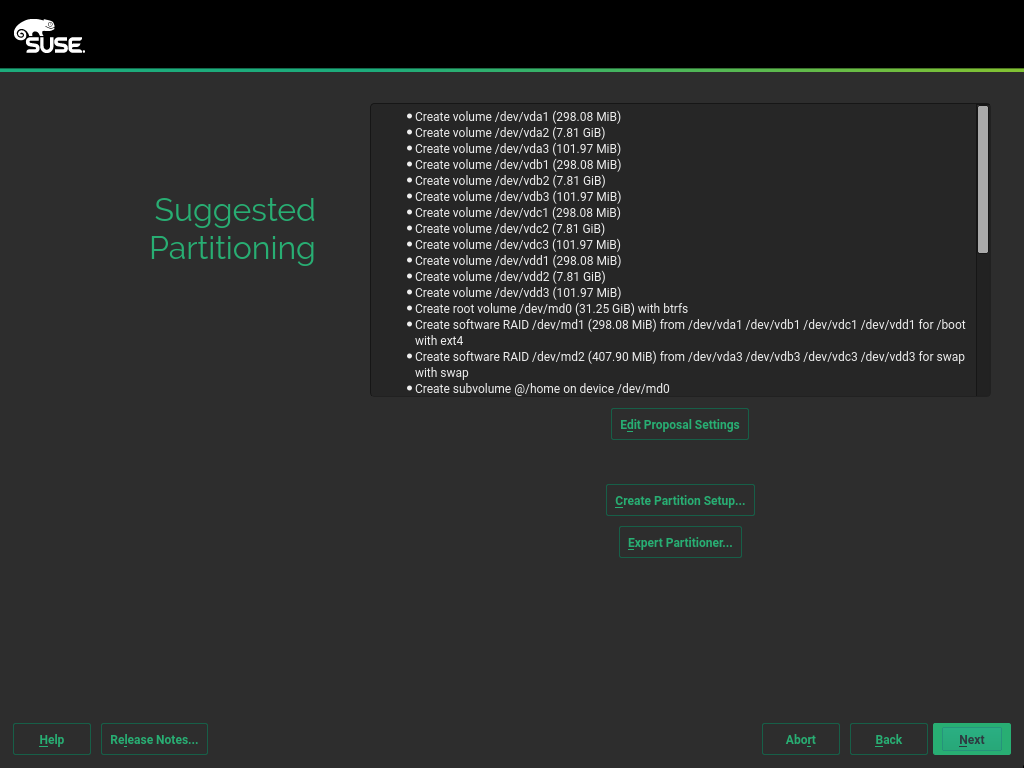 SUSE.
Suggested
Partitioning
Create volume /dev/vda1 (298.08 MiB)
Create volume /dev/vda2 (7.81 GiB)
Create volume /dev/vda3 (101.97 MiB)
Create volume /dev/vdb1 (298.08 MiB)
Create volume /dev/vdb2 (7.81 GiB)
Create volume /dev/vdb3 (101.97 MiB)
Create volume /dev/vdc1 (298.08 MiB)
Create volume /dev/vdc2 (7.81 GiB)
Create volume /dev/vdc3 (101.97 MiB)
Create volume /dev/vdd1 (298.08 MiB)
Create volume /dev/vdd2 (7.81 GiB)
Create volume /dev/vdd3 (101.97 MiB)
Create root volume /dev/md0 (31.25 GiB) with btrfs
Create software RAID /dev/md1 (298.08 MiB) from /dev/vda1 /dev/vdb1 /dev/vdc1 /dev/vdd1 for /boot
with ext4
Create software RAID /dev/md2 (407.90 MiB) from /dev/vda3 /dev/vdb3 /dev/vdc3 /dev/vdd3 for swap
with swap
Create subvolume @/home on device /dev/md0
Edit Proposal Settings
Create Partition Setup...
Expert Partitioner...
Help
Release Notes...
Abort
Back
Next